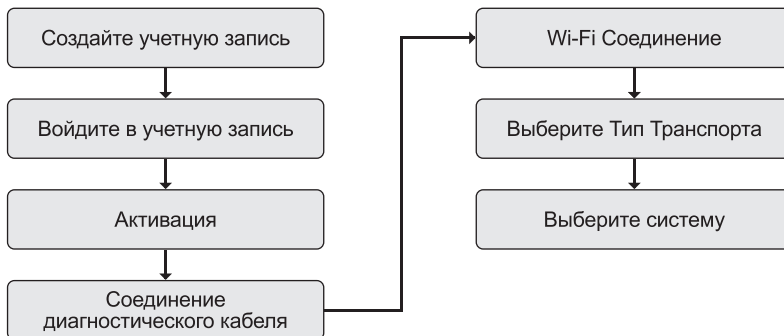 Создайте учетную запись
Войдите в учетную запись
Активация
Соединение
диагностического кабеля
Wi-Fi Соединение
Выберите Тип Транспорта
Выберите систему